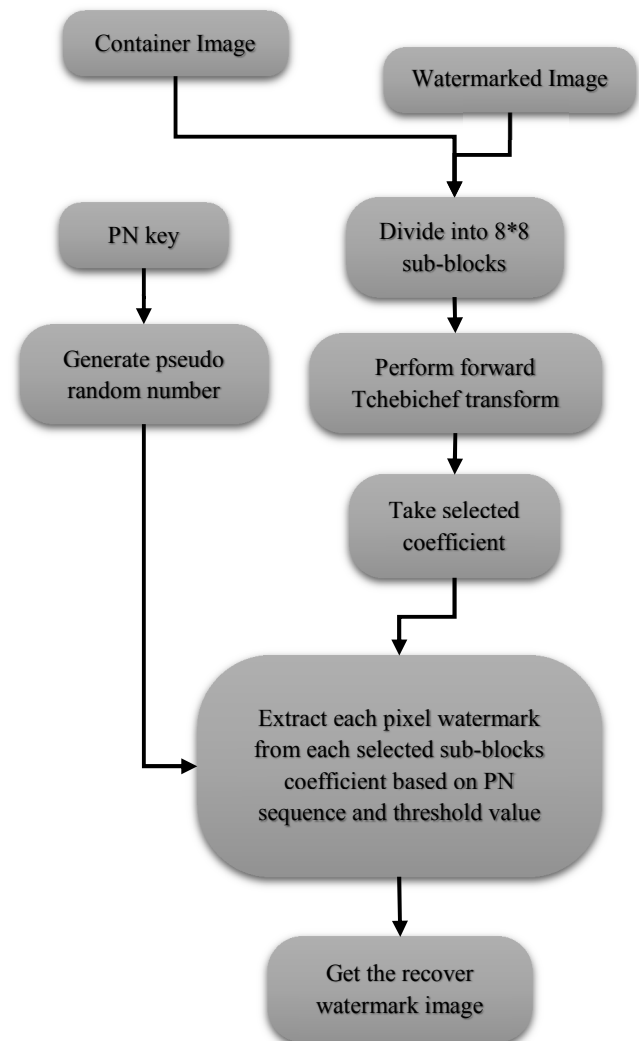 Container Image
Watermarked Image
PN key
Divide into 8*8
sub-blocks
Generate pseudo
random number
Perform forward
Tchebichef transform
Take selected
coefficient
Extract each pixel watermark
from each selected sub-blocks
coefficient based on PN
sequence and threshold value
Get the recover
watermark image